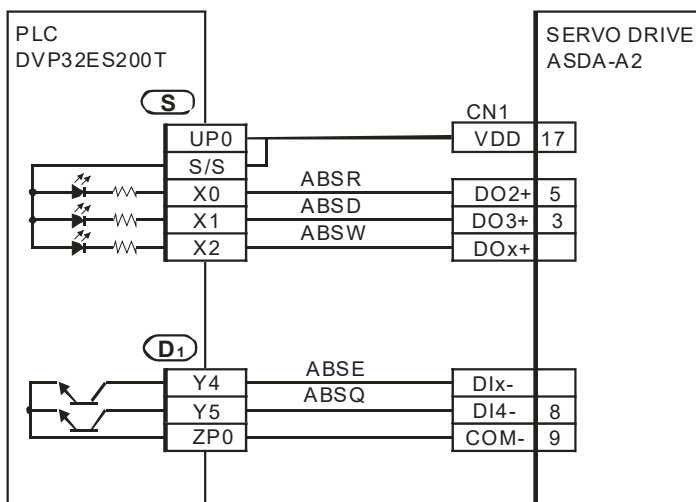 PLC
DVP32ES200T
SERVO DRIVE
ASDA-A2
S
CN1
UP0
VDD 17
S/S
X0 ABSR DO2+ 5
X1 ABSD DO3+ 3
X2 ABSW DOx+
D1
Y4 ABSE DIx-
Y5 ABSQ DI4- 8
ZP0 COM- 9